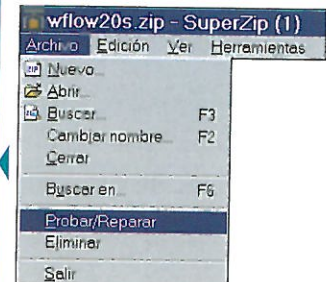 wflow20s.zip - SuperZip (1)
Archivo Edición Ver Herramientas
Nuevo...
Abrir...
Buscar... F3
Cambiar nombre... F2
Cerrar
Buscar en... F6
Probar/Reparar
Eliminar
Salir